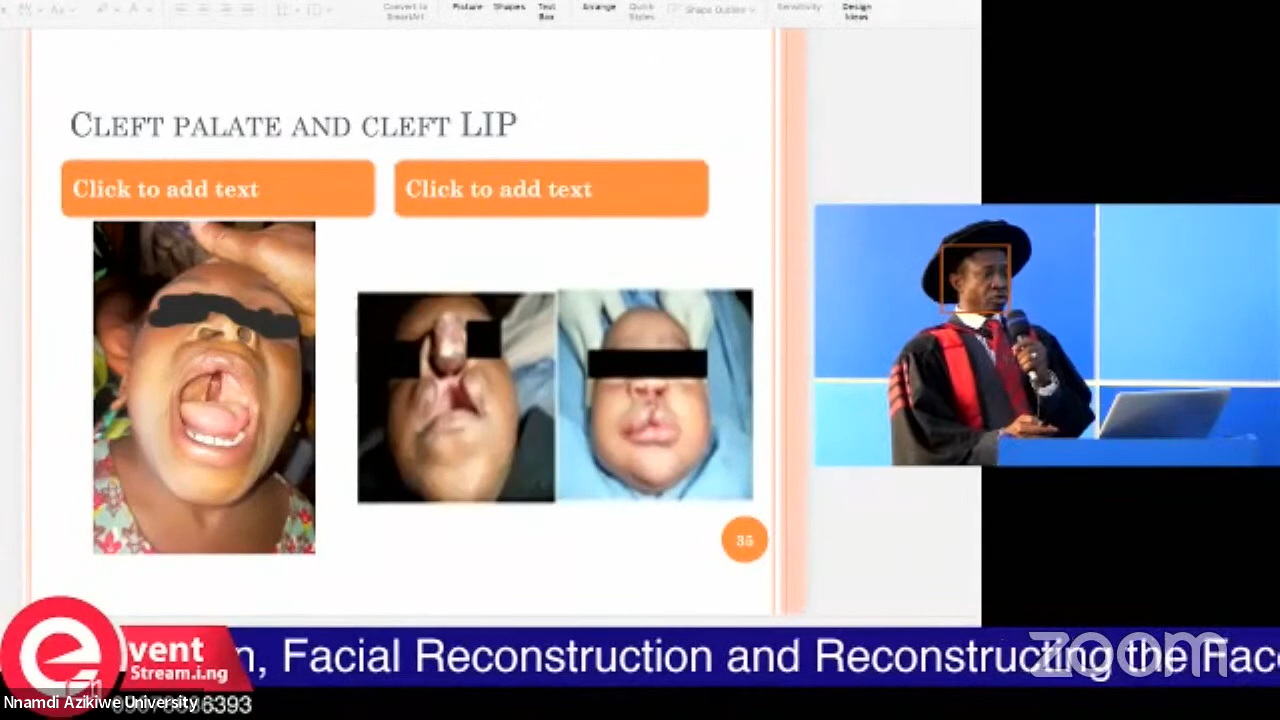 Convert to
SmartArt
Picture
Shapes
Text
Box
Arrange
Quick
Styles
Shape Outline
Sensitivity
Design
Ideas
CLEFT PALATE AND CLEFT LIP
Click to add text
Click to add text
35
e
vent
Stream.i.ng
n, Facial Reconstruction and Reconstructing the Face
zoom
Nnamdi Azikiwe University